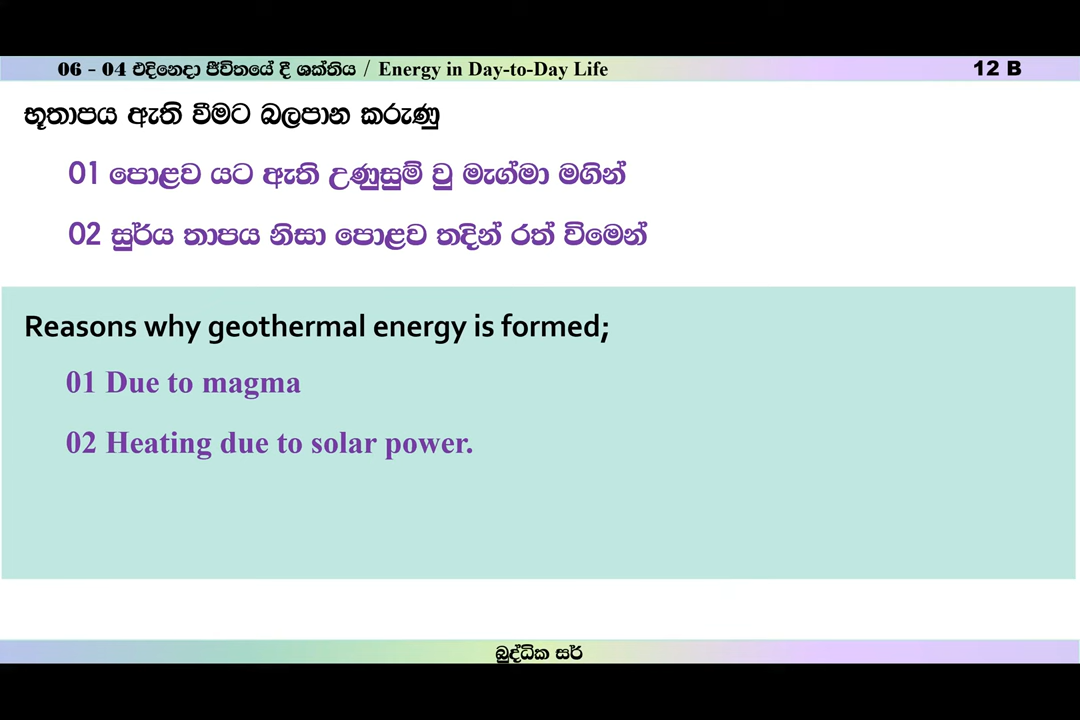 06 - 04 එදිනෙදා ජීවිතයේ දී ශක්තිය / Energy in Day-to-Day Life
12 B
භූතාපය ඇති වීමට බලපාන කරුණු
01 පොළව යට ඇති උණුසුම් වූ මැග්මා මගින්
02 සූර්ය තාපය නිසා පොළව තදින් රත් වීමෙන්
Reasons why geothermal energy is formed;
01 Due to magma
02 Heating due to solar power.
බුද්ධික සර්